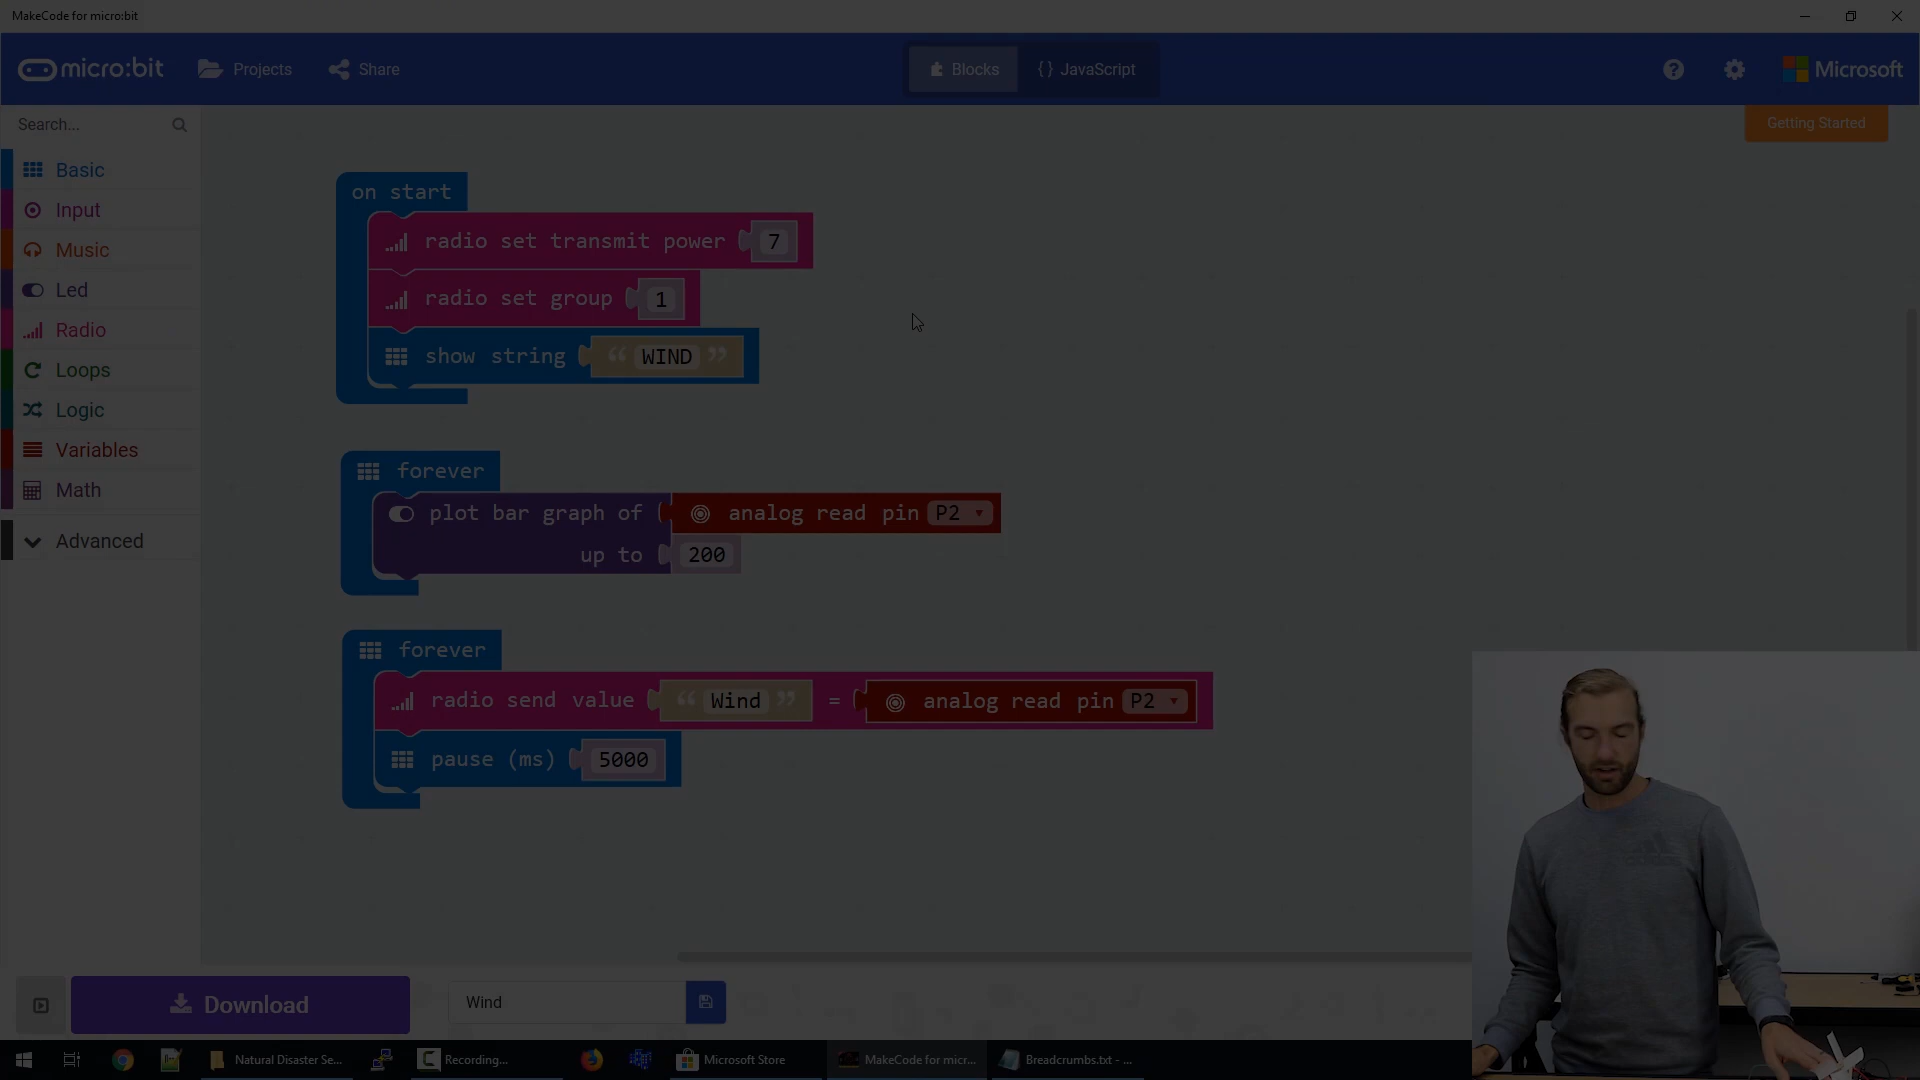 MakeCode for micro:bit
micro:bit Projects Share Blocks {} JavaScript Microsoft
Search...
Getting Started
Basic
Input
Music
Led
Radio
Loops
Logic
Variables
Math
Advanced
on start
radio set transmit power 7
radio set group 1
show string “ WIND ”
forever
plot bar graph of analog read pin P2
up to 200
forever
radio send value “ Wind ” = analog read pin P2
pause (ms) 5000
Download
Wind
Natural Disaster Se... Recording... Microsoft Store MakeCode for micr... Breadcrumbs.txt - ...